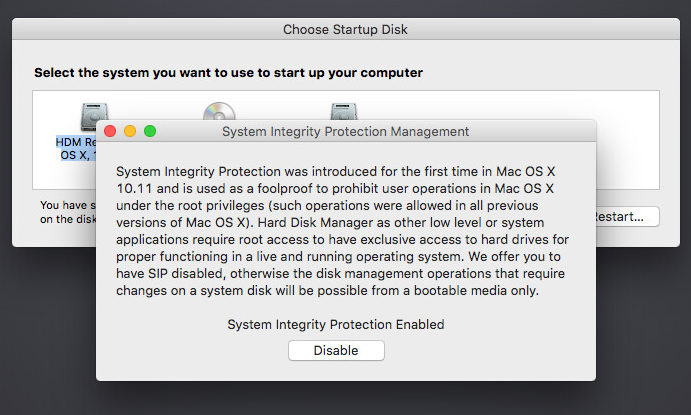 Choose Startup Disk
Select the system you want to use to start up your computer
HDM Re
OS X, 1
You have s
on the disk
Restart...
System Integrity Protection Management
System Integrity Protection was introduced for the first time in Mac OS X
10.11 and is used as a foolproof to prohibit user operations in Mac OS X
under the root privileges (such operations were allowed in all previous
versions of Mac OS X). Hard Disk Manager as other low level or system
applications require root access to have exclusive access to hard drives for
proper functioning in a live and running operating system. We offer you to
have SIP disabled, otherwise the disk management operations that require
changes on a system disk will be possible from a bootable media only.
System Integrity Protection Enabled
Disable